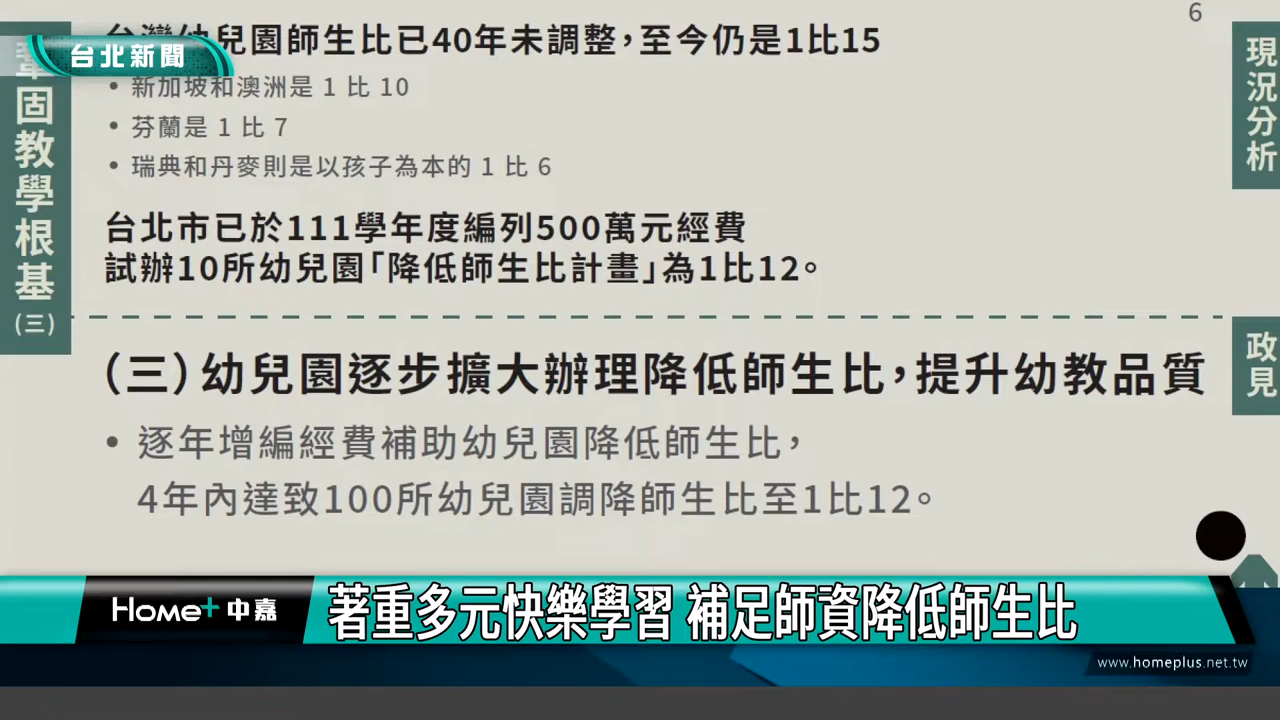 6
台灣幼兒園師生比已40年未調整，至今仍是1比15
台北新聞
• 新加坡和澳洲是 1 比 10
• 芬蘭是 1 比 7
• 瑞典和丹麥則是以孩子為本的 1 比 6
台北市已於111學年度編列500萬元經費
試辦10所幼兒園「降低師生比計畫」為1比12。
鞏固教學根基
(三)
現況分析
(三)幼兒園逐步擴大辦理降低師生比，提升幼教品質
• 逐年增編經費補助幼兒園降低師生比，
4年內達致100所幼兒園調降師生比至1比12。
政見
Home+中嘉
著重多元快樂學習 補足師資降低師生比
www.homeplus.net.tw